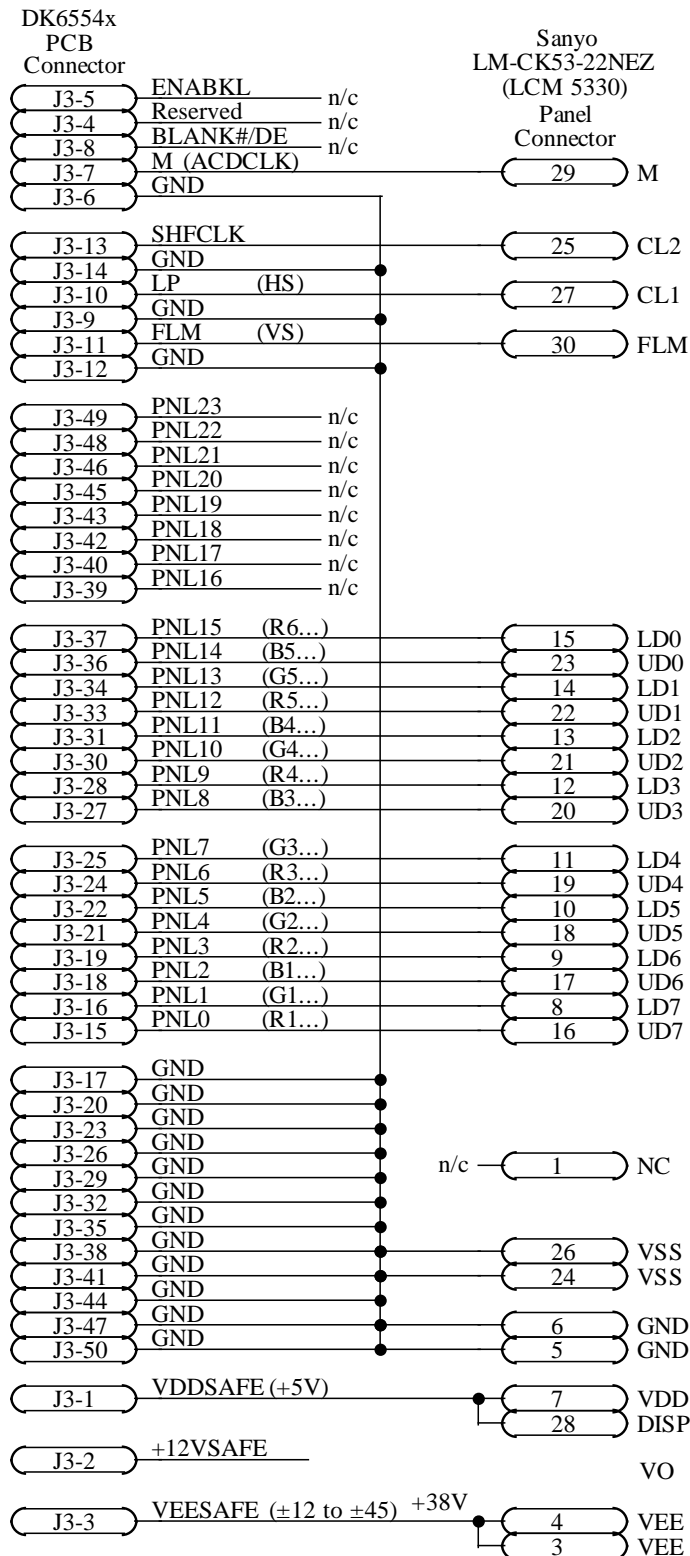 DK6554x
PCB
Connector
Sanyo
LM-CK53-22NEZ
(LCM 5330)
Panel
Connector
J3-5 ENABKL n/c
J3-4 Reserved n/c
J3-8 BLANK#/DE n/c
J3-7 M (ACDCLK) 29 M
J3-6 GND
J3-13 SHFCLK 25 CL2
J3-14 GND
J3-10 LP (HS) 27 CL1
J3-9 GND
J3-11 FLM (VS) 30 FLM
J3-12 GND
J3-49 PNL23 n/c
J3-48 PNL22 n/c
J3-46 PNL21 n/c
J3-45 PNL20 n/c
J3-43 PNL19 n/c
J3-42 PNL18 n/c
J3-40 PNL17 n/c
J3-39 PNL16 n/c
J3-37 PNL15 (R6...) 15 LD0
J3-36 PNL14 (B5...) 23 UD0
J3-34 PNL13 (G5...) 14 LD1
J3-33 PNL12 (R5...) 22 UD1
J3-31 PNL11 (B4...) 13 LD2
J3-30 PNL10 (G4...) 21 UD2
J3-28 PNL9 (R4...) 12 LD3
J3-27 PNL8 (B3...) 20 UD3
J3-25 PNL7 (G3...) 11 LD4
J3-24 PNL6 (R3...) 19 UD4
J3-22 PNL5 (B2...) 10 LD5
J3-21 PNL4 (G2...) 18 UD5
J3-19 PNL3 (R2...) 9 LD6
J3-18 PNL2 (B1...) 17 UD6
J3-16 PNL1 (G1...) 8 LD7
J3-15 PNL0 (R1...) 16 UD7
J3-17 GND
J3-20 GND
J3-23 GND
J3-26 GND
J3-29 GND n/c 1 NC
J3-32 GND
J3-35 GND
J3-38 GND 26 VSS
J3-41 GND 24 VSS
J3-44 GND
J3-47 GND 6 GND
J3-50 GND 5 GND
J3-1 VDDSAFE (+5V) 7 VDD
28 DISP
J3-2 +12VSAFE VO
J3-3 VEESAFE (±12 to ±45) +38V 4 VEE
3 VEE